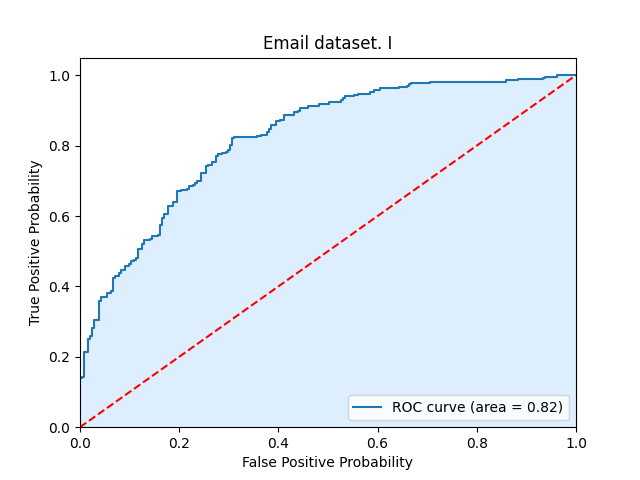 Email dataset. I
True Positive Probability
1.0
0.8
0.6
0.4
0.2
0.0
ROC curve (area = 0.82)
0.0 0.2 0.4 0.6 0.8 1.0
False Positive Probability